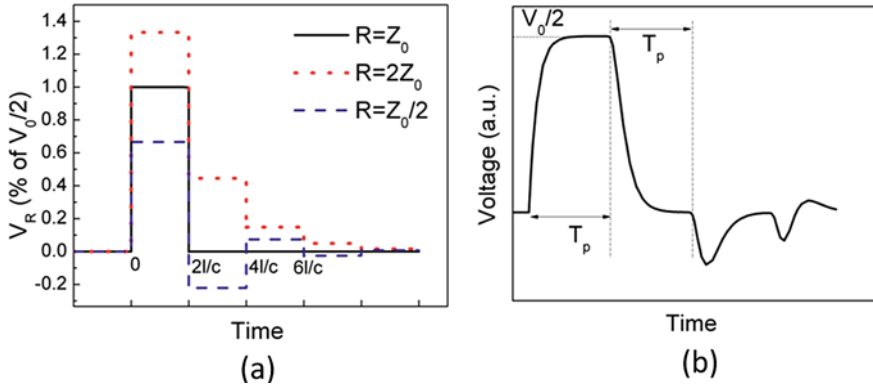 1.4
1.2
1.0
0.8
0.6
0.4
0.2
0.0
-0.2
V_R (% of V_0/2)
R=Z_0
R=2Z_0
R=Z_0/2
0
2l/c
4l/c
6l/c
Time
(a)
V_0/2
T_p
T_p
Voltage (a.u.)
Time
(b)